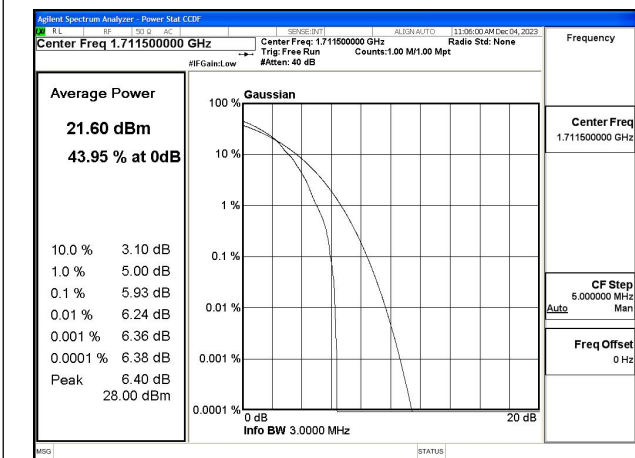 Agilent Spectrum Analyzer - Power Stat CCDF
RL RF 50 Ω AC SENSE:INT ALIGN AUTO 11:06:00 AM Dec 04, 2023
Center Freq 1.711500000 GHz
Center Freq: 1.711500000 GHz Radio Std: None
Trig: Free Run Counts:1.00 M/1.00 Mpt
#IFGain:Low #Atten: 40 dB
Frequency
Average Power
21.60 dBm
43.95 % at 0dB
10.0 % 3.10 dB
1.0 % 5.00 dB
0.1 % 5.93 dB
0.01 % 6.24 dB
0.001 % 6.36 dB
0.0001 % 6.38 dB
Peak 6.40 dB
28.00 dBm
Gaussian
100 %
10 %
1 %
0.1 %
0.01 %
0.001 %
0.0001 %
0 dB 20 dB
Info BW 3.0000 MHz
Center Freq
1.711500000 GHz
CF Step
5.000000 MHz
Auto Man
Freq Offset
0 Hz
MSG STATUS